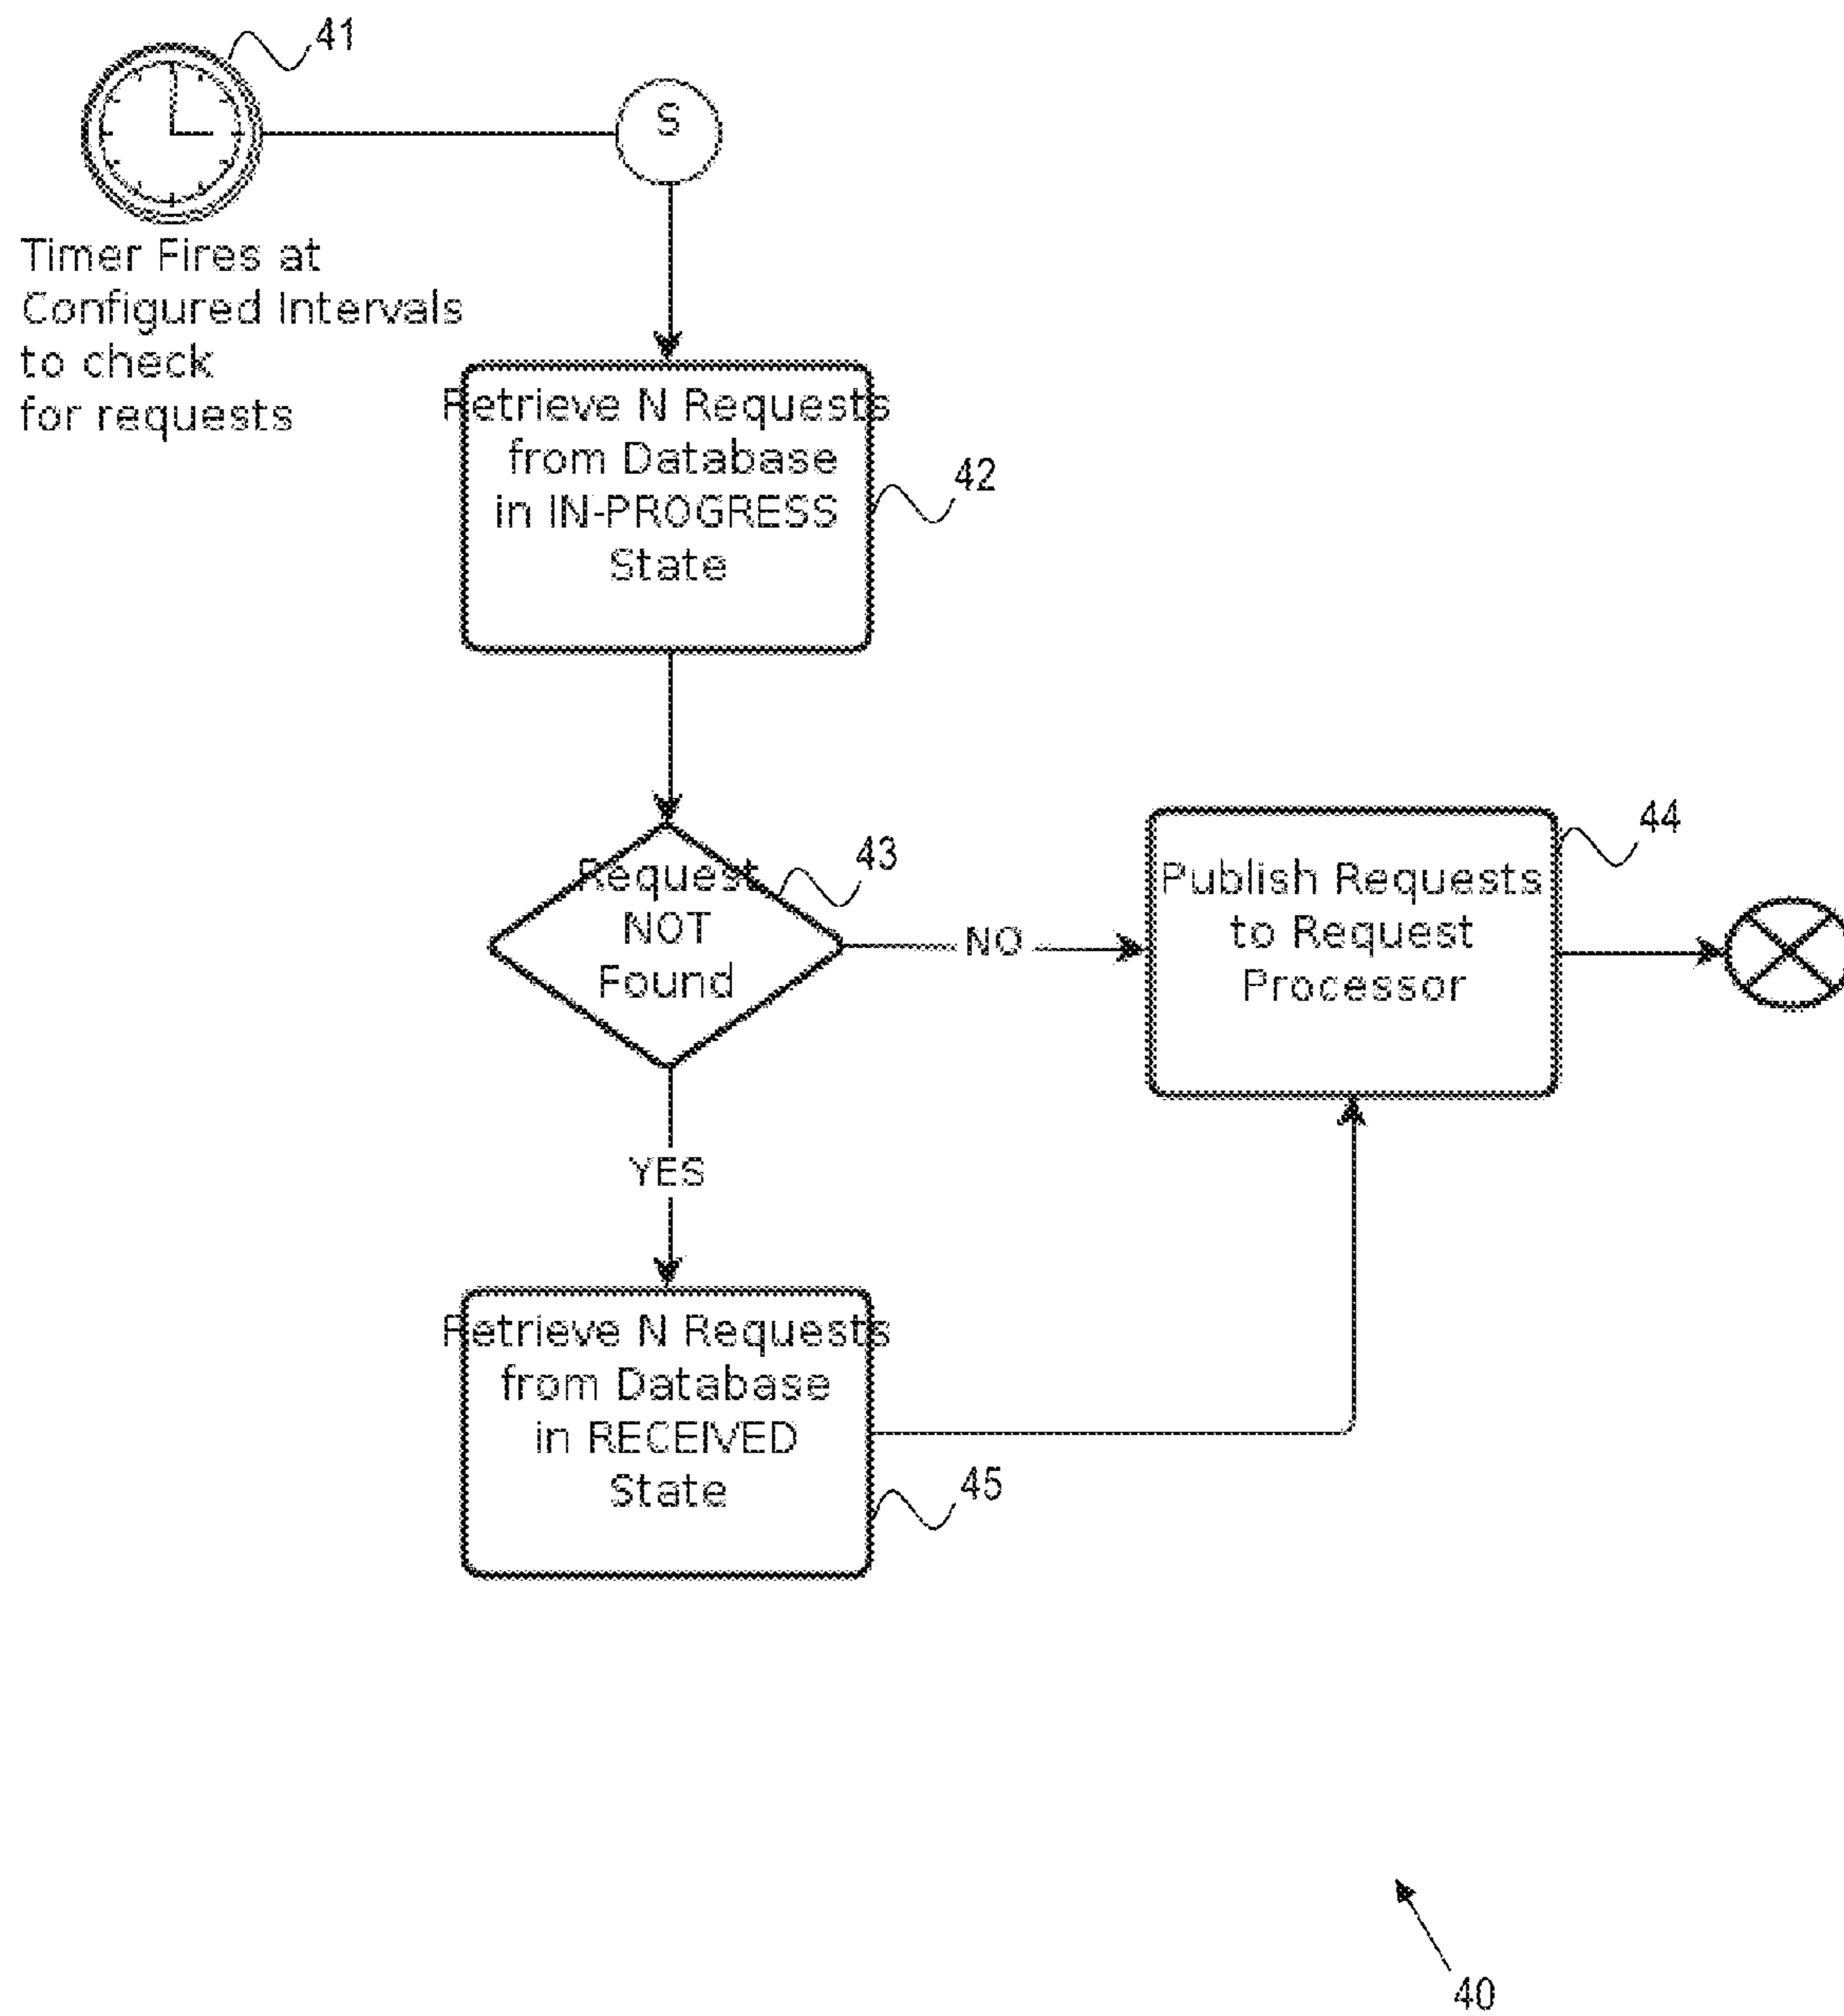 41
S
Timer Fires at
Configured Intervals
to check
for requests
Retrieve N Requests
from Database
in IN-PROGRESS
State
42
Request
NOT
Found
43
NO
Publish Requests
to Request
Processor
44
YES
Retrieve N Requests
from Database
in RECEIVED
State
45
40